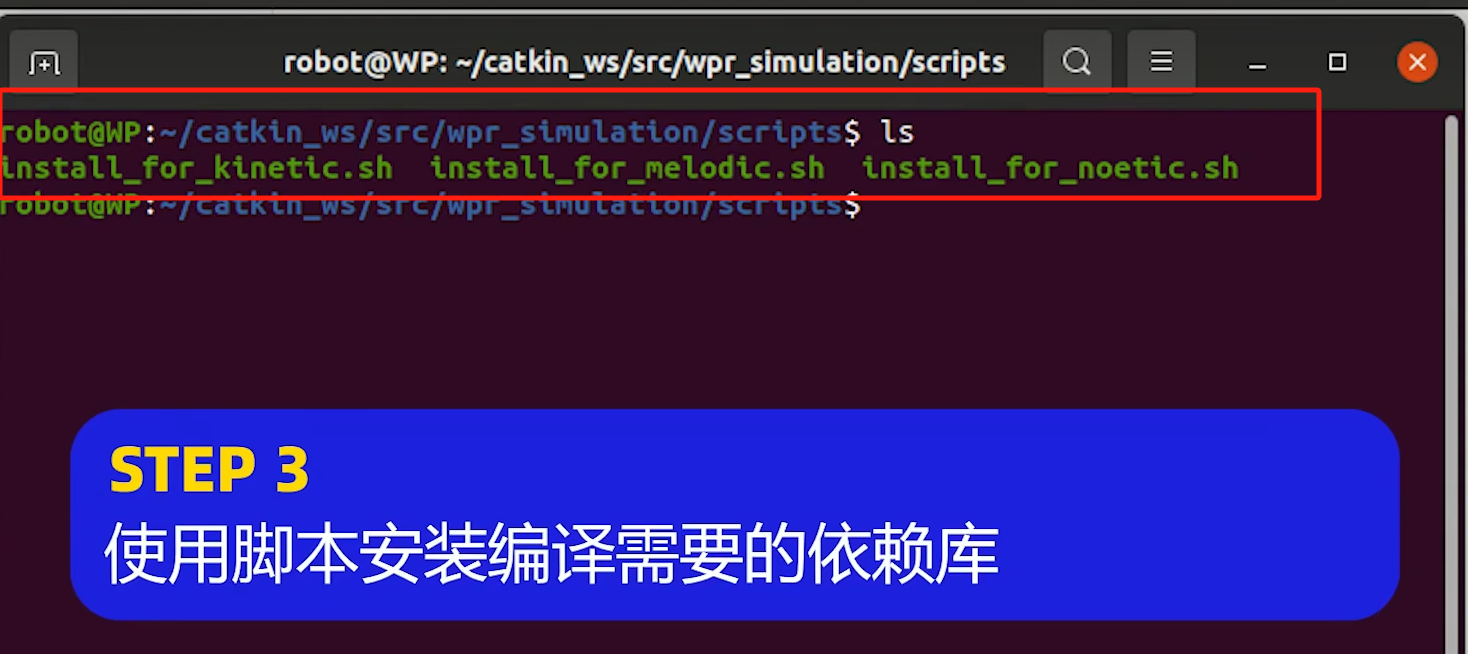 robot@WP: ~/catkin_ws/src/wpr_simulation/scripts
robot@WP:~/catkin_ws/src/wpr_simulation/scripts$ ls
install_for_kinetic.sh  install_for_melodic.sh  install_for_noetic.sh
robot@WP:~/catkin_ws/src/wpr_simulation/scripts$
STEP 3
使用脚本安装编译需要的依赖库